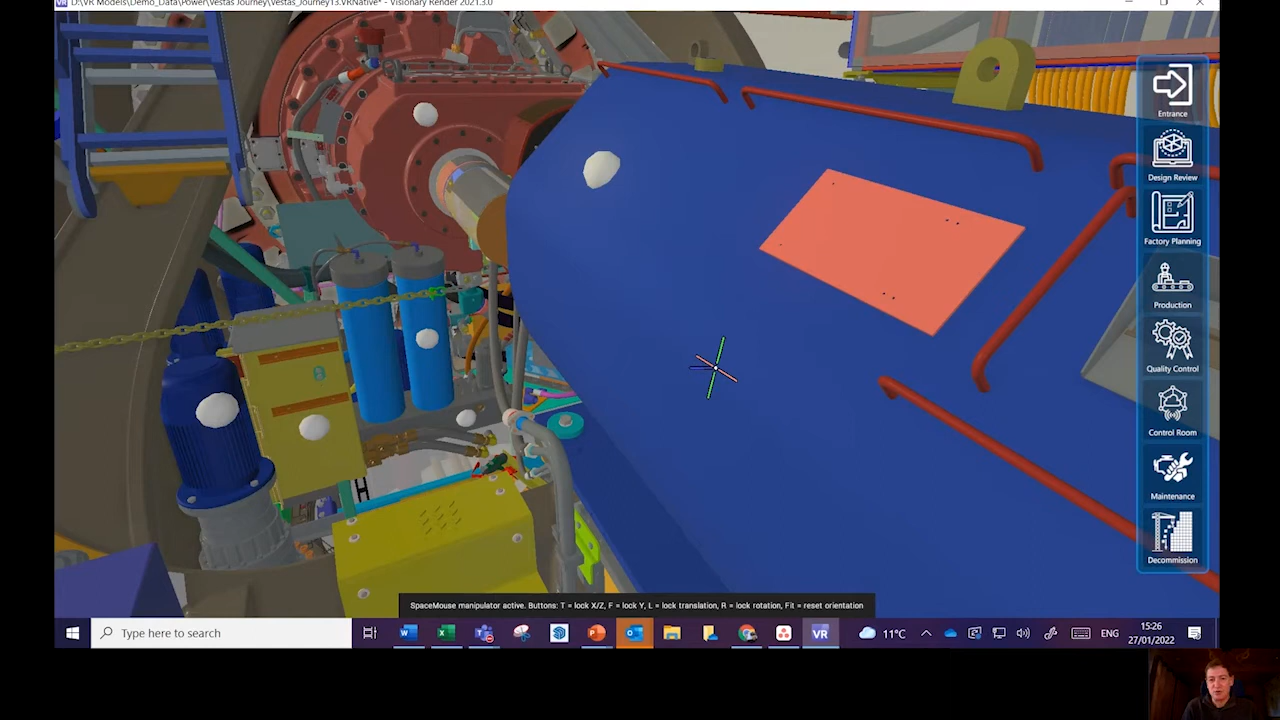 D:\VR Models\Demo_Data\Power\Vestas Journey\Vestas_Journey13.VRNative* - Visionary Render 2021.3.0
Entrance
Design Review
Factory Planning
Production
Quality Control
Control Room
Maintenance
Decommission
SpaceMouse manipulator active. Buttons: T = lock X/Z, F = lock Y, L = lock translation, R = lock rotation, Fit = reset orientation
Type here to search
VR
11°C
ENG
15:26
27/01/2022